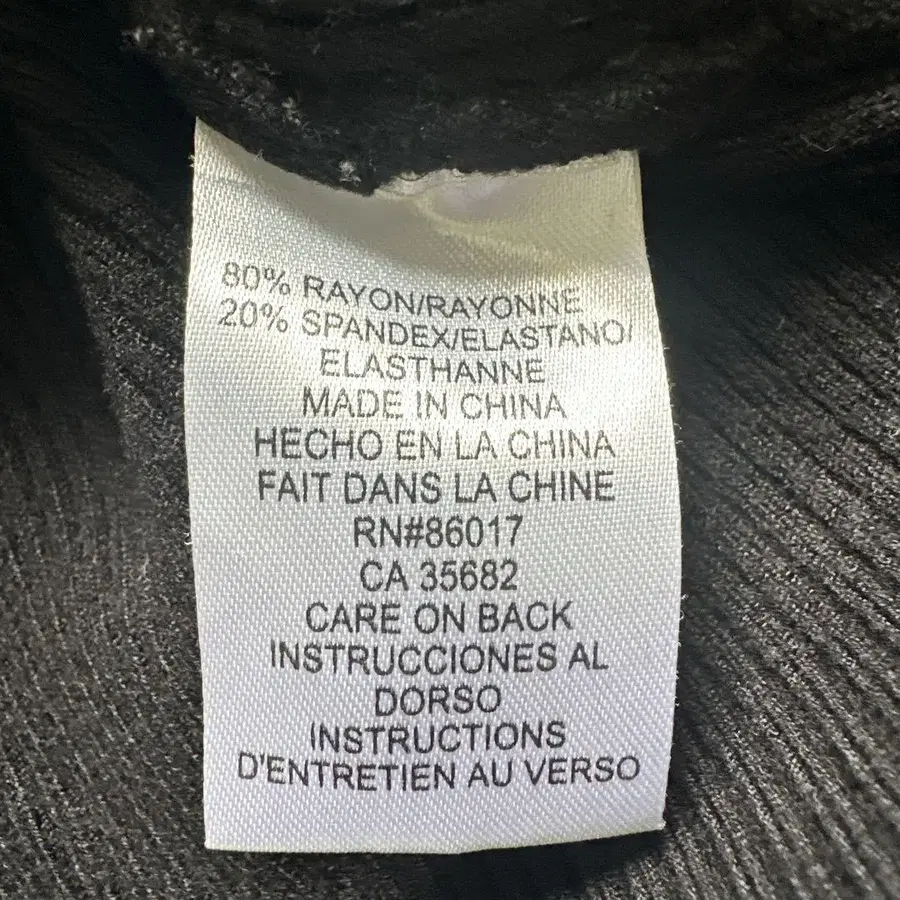 80% RAYON/RAYONNE
20% SPANDEX/ELASTANO/
ELASTHANNE
MADE IN CHINA
HECHO EN LA CHINA
FAIT DANS LA CHINE
RN#86017
CA 35682
CARE ON BACK
INSTRUCCIONES AL
DORSO
INSTRUCTIONS
D'ENTRETIEN AU VERSO